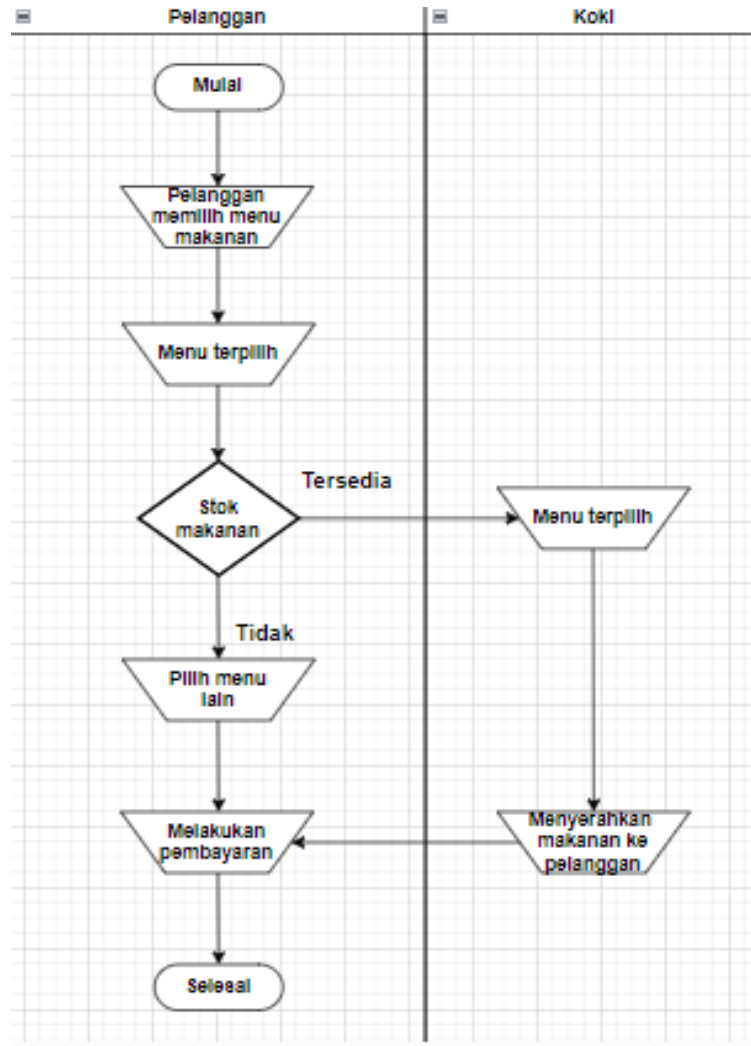 Pelanggan
Koki
Mulai
Pelanggan
memilih menu
makanan
Menu terpilih
Stok
makanan
Tersedia
Menu terpilih
Tidak
Pilih menu
lain
Melakukan
pembayaran
Menyerahkan
makanan ke
pelanggan
Selesai